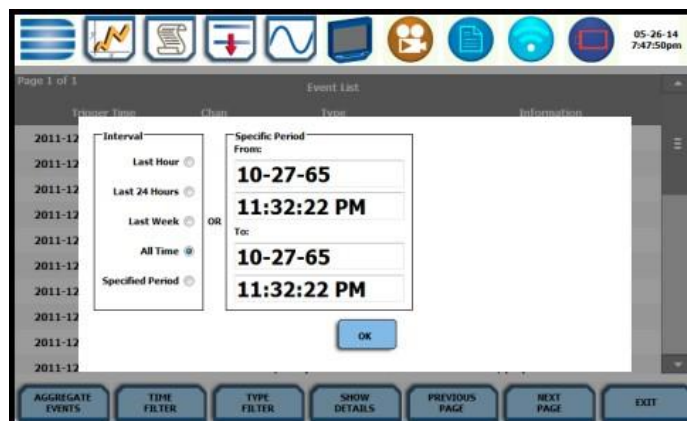 05-26-14
7:47:50pm
Page 1 of 1
Event List
Trigger Time Chan Type Information
2011-12
2011-12
2011-12
2011-12
2011-12
2011-12
2011-12
2011-12
2011-12
2011-12
Interval
Last Hour
Last 24 Hours
Last Week
All Time
Specified Period
OR
Specific Period
From:
10-27-65
11:32:22 PM
To:
10-27-65
11:32:22 PM
OK
AGGREGATE
EVENTS
TIME
FILTER
TYPE
FILTER
SHOW
DETAILS
PREVIOUS
PAGE
NEXT
PAGE
EXIT